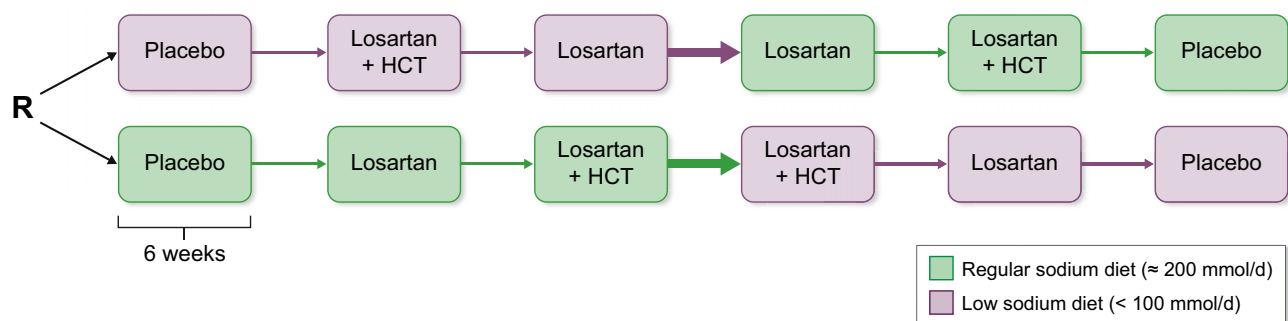 Placebo
Losartan
+ HCT
Losartan
Losartan
Losartan
+ HCT
Placebo
R
Placebo
Losartan
Losartan
+ HCT
Losartan
+ HCT
Losartan
Placebo
6 weeks
Regular sodium diet (≈ 200 mmol/d)
Low sodium diet (< 100 mmol/d)